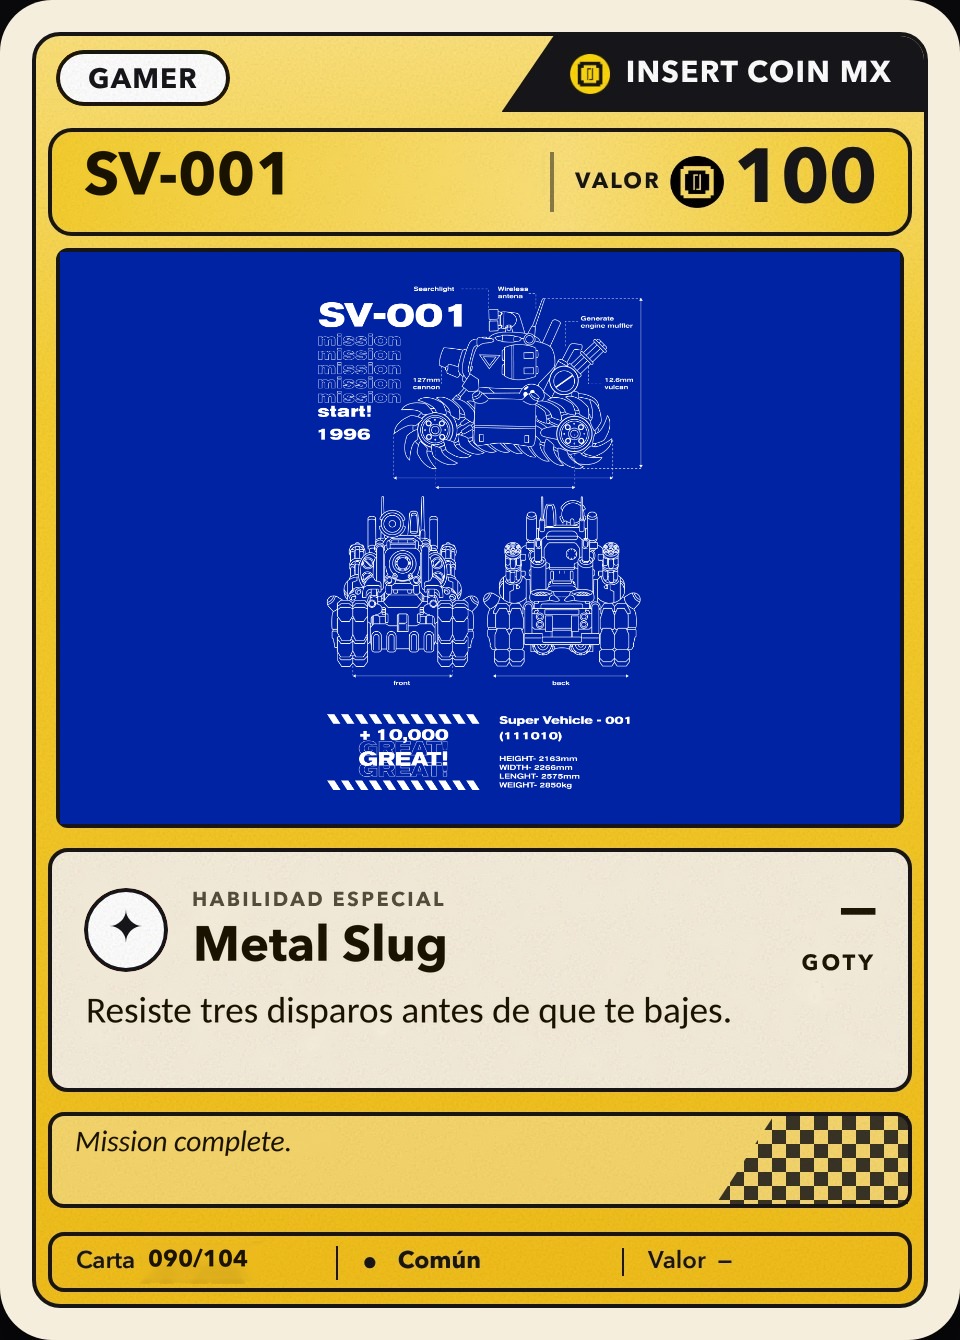 GAMER
INSERT COIN MX
SV-001
VALOR 100
Searchlight
Wireless
antena
SV-001
Generate
engine muffler
mission
mission
mission
mission
mission
127mm
cannon
12.6mm
vulcan
start!
1996
front
back
+ 10,000
GREAT!
GREAT!
GREAT!
Super Vehicle - 001
(111010)
HEIGHT- 2163mm
WIDTH- 2266mm
LENGHT- 2575mm
WEIGHT- 2850kg
HABILIDAD ESPECIAL
Metal Slug
—
GOTY
Resiste tres disparos antes de que te bajes.
Mission complete.
Carta 090/104
● Común
Valor –